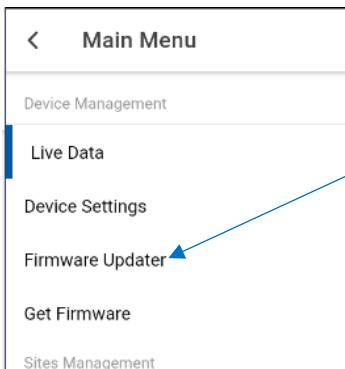 Main Menu
Device Management
Live Data
Device Settings
Firmware Updater
Get Firmware
Sites Management